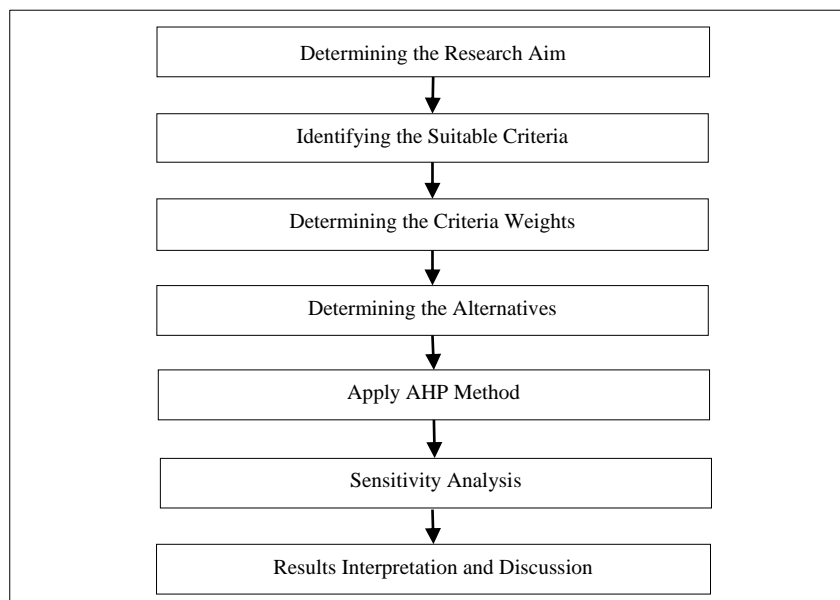 Determining the Research Aim
Identifying the Suitable Criteria
Determining the Criteria Weights
Determining the Alternatives
Apply AHP Method
Sensitivity Analysis
Results Interpretation and Discussion